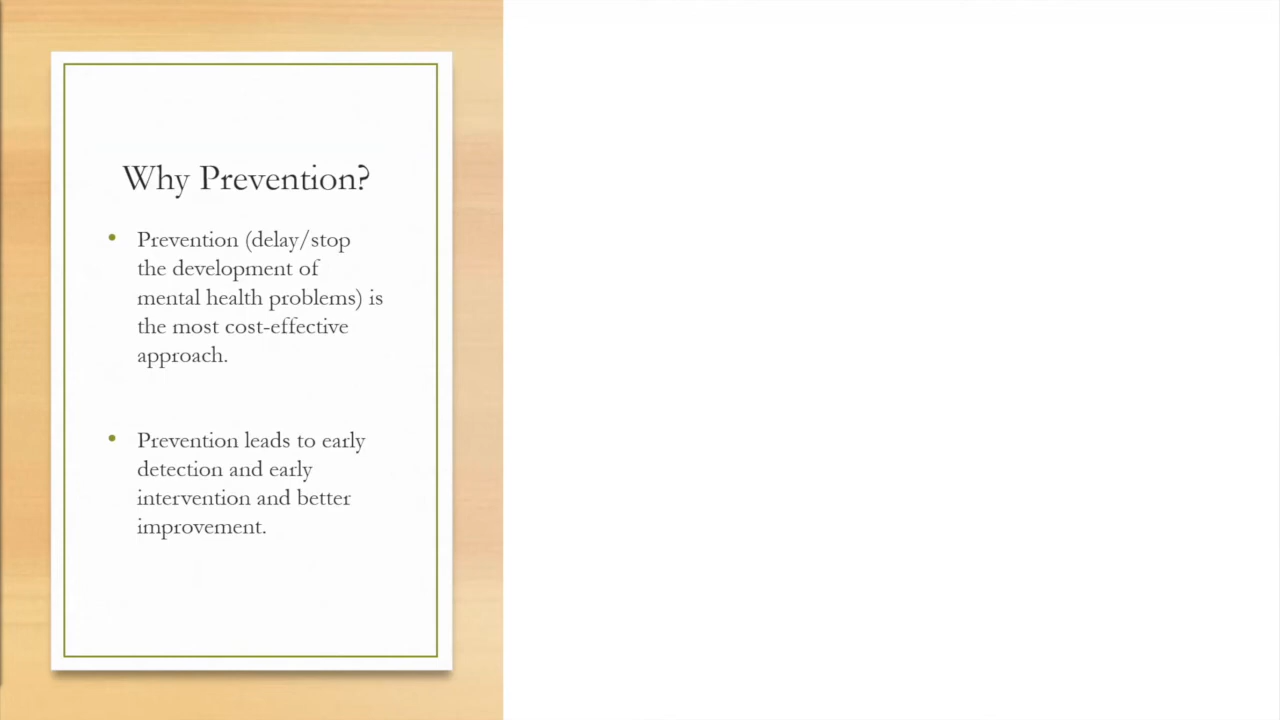 Why Prevention?
• Prevention (delay/stop
the development of
mental health problems) is
the most cost-effective
approach.
• Prevention leads to early
detection and early
intervention and better
improvement.